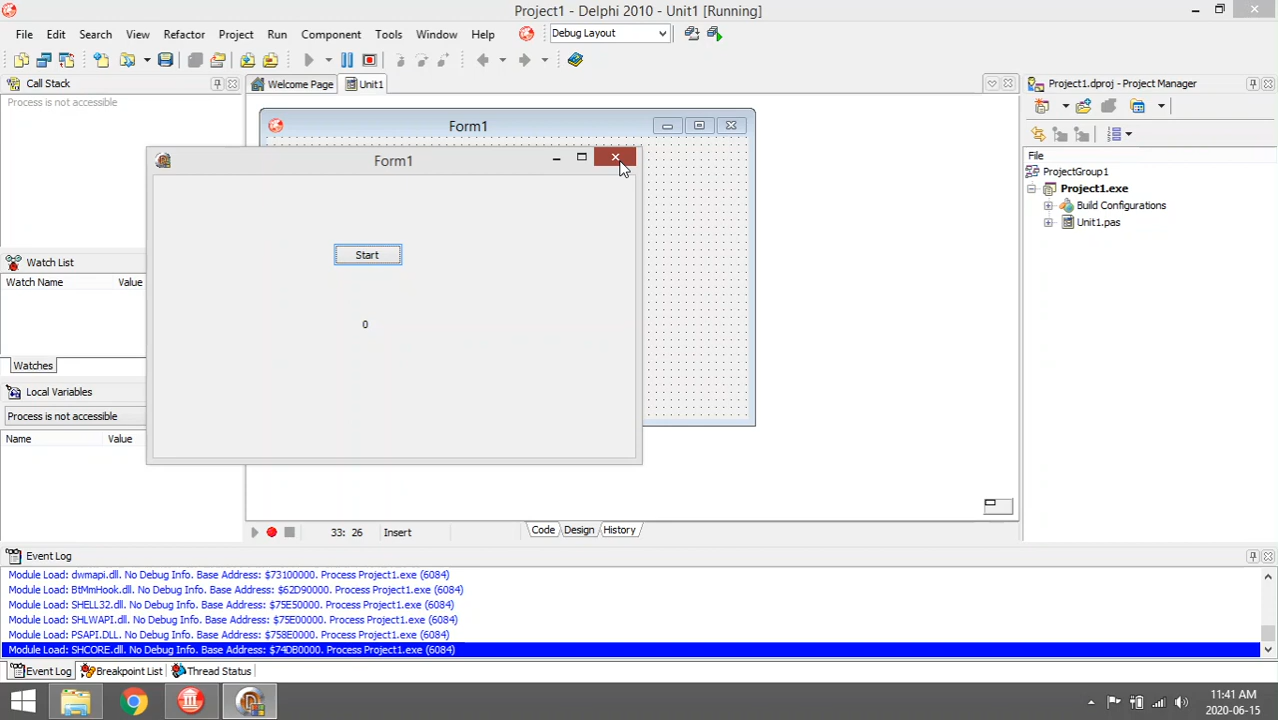 Project1 - Delphi 2010 - Unit1 [Running]
File Edit Search View Refactor Project Run Component Tools Window Help Debug Layout
Call Stack
Welcome Page Unit1
Project1.dproj - Project Manager
Process is not accessible
Form1
Form1
File
ProjectGroup1
Project1.exe
Build Configurations
Unit1.pas
Start
0
Watch List
Watch Name Value
Watches
Local Variables
Process is not accessible
Name Value
33: 26 Insert
Code Design History
Event Log
Module Load: dwmapi.dll. No Debug Info. Base Address: $73100000. Process Project1.exe (6084)
Module Load: BtMmHook.dll. No Debug Info. Base Address: $62D90000. Process Project1.exe (6084)
Module Load: SHELL32.dll. No Debug Info. Base Address: $75E50000. Process Project1.exe (6084)
Module Load: SHLWAPI.dll. No Debug Info. Base Address: $75E00000. Process Project1.exe (6084)
Module Load: PSAPI.DLL. No Debug Info. Base Address: $758E0000. Process Project1.exe (6084)
Module Load: SHCORE.dll. No Debug Info. Base Address: $74DB0000. Process Project1.exe (6084)
Event Log Breakpoint List Thread Status
11:41 AM
2020-06-15